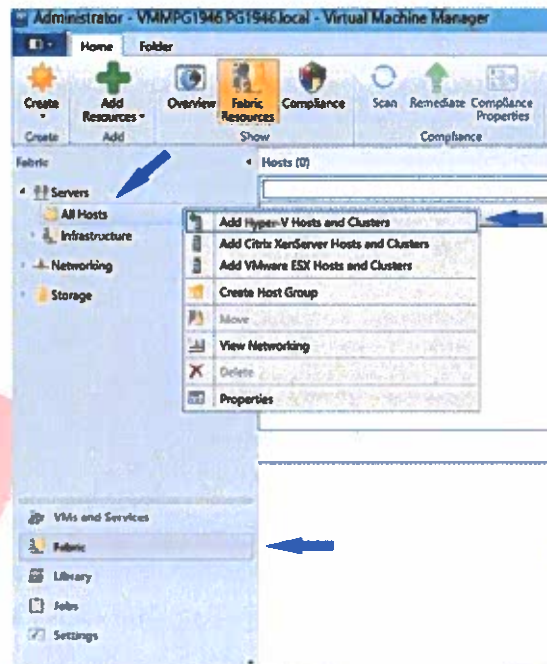 Administrator - VMMPG1946.PG1946.local - Virtual Machine Manager
Home Folder
Create Add Resources Overview Fabric Resources Compliance Scan Remediate Compliance Properties
Create Add Show Compliance
Fabric
Hosts (0)
Servers
All Hosts
Infrastructure
Networking
Storage
Add Hyper-V Hosts and Clusters
Add Citrix XenServer Hosts and Clusters
Add VMware ESX Hosts and Clusters
Create Host Group
Move
View Networking
Delete
Properties
VMs and Services
Fabric
Library
Jobs
Settings